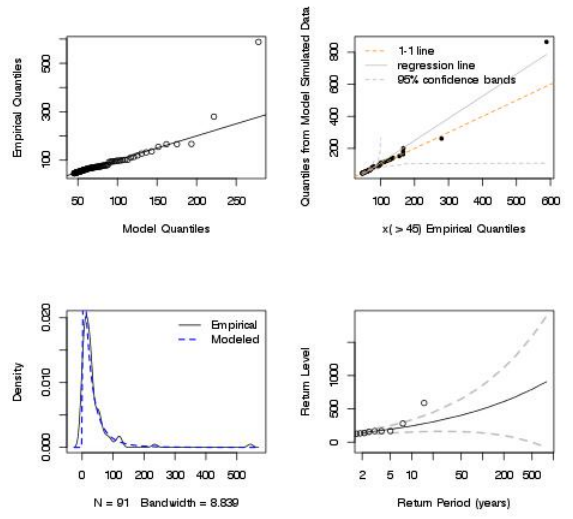 Empirical Quantiles
100
300
600
50
100
150
200
250
Model Quantiles
Quantiles from Model Simulated Data
200
400
600
800
1-1 line
regression line
95% confidence bands
100
200
300
400
500
600
x( > 45) Empirical Quantiles
Density
0.000
0.010
0.020
Empirical
Modeled
0
100
200
300
400
500
N = 91 Bandwidth = 8.839
Return Level
0
500
1000
2
5
10
50
200
500
Return Period (years)